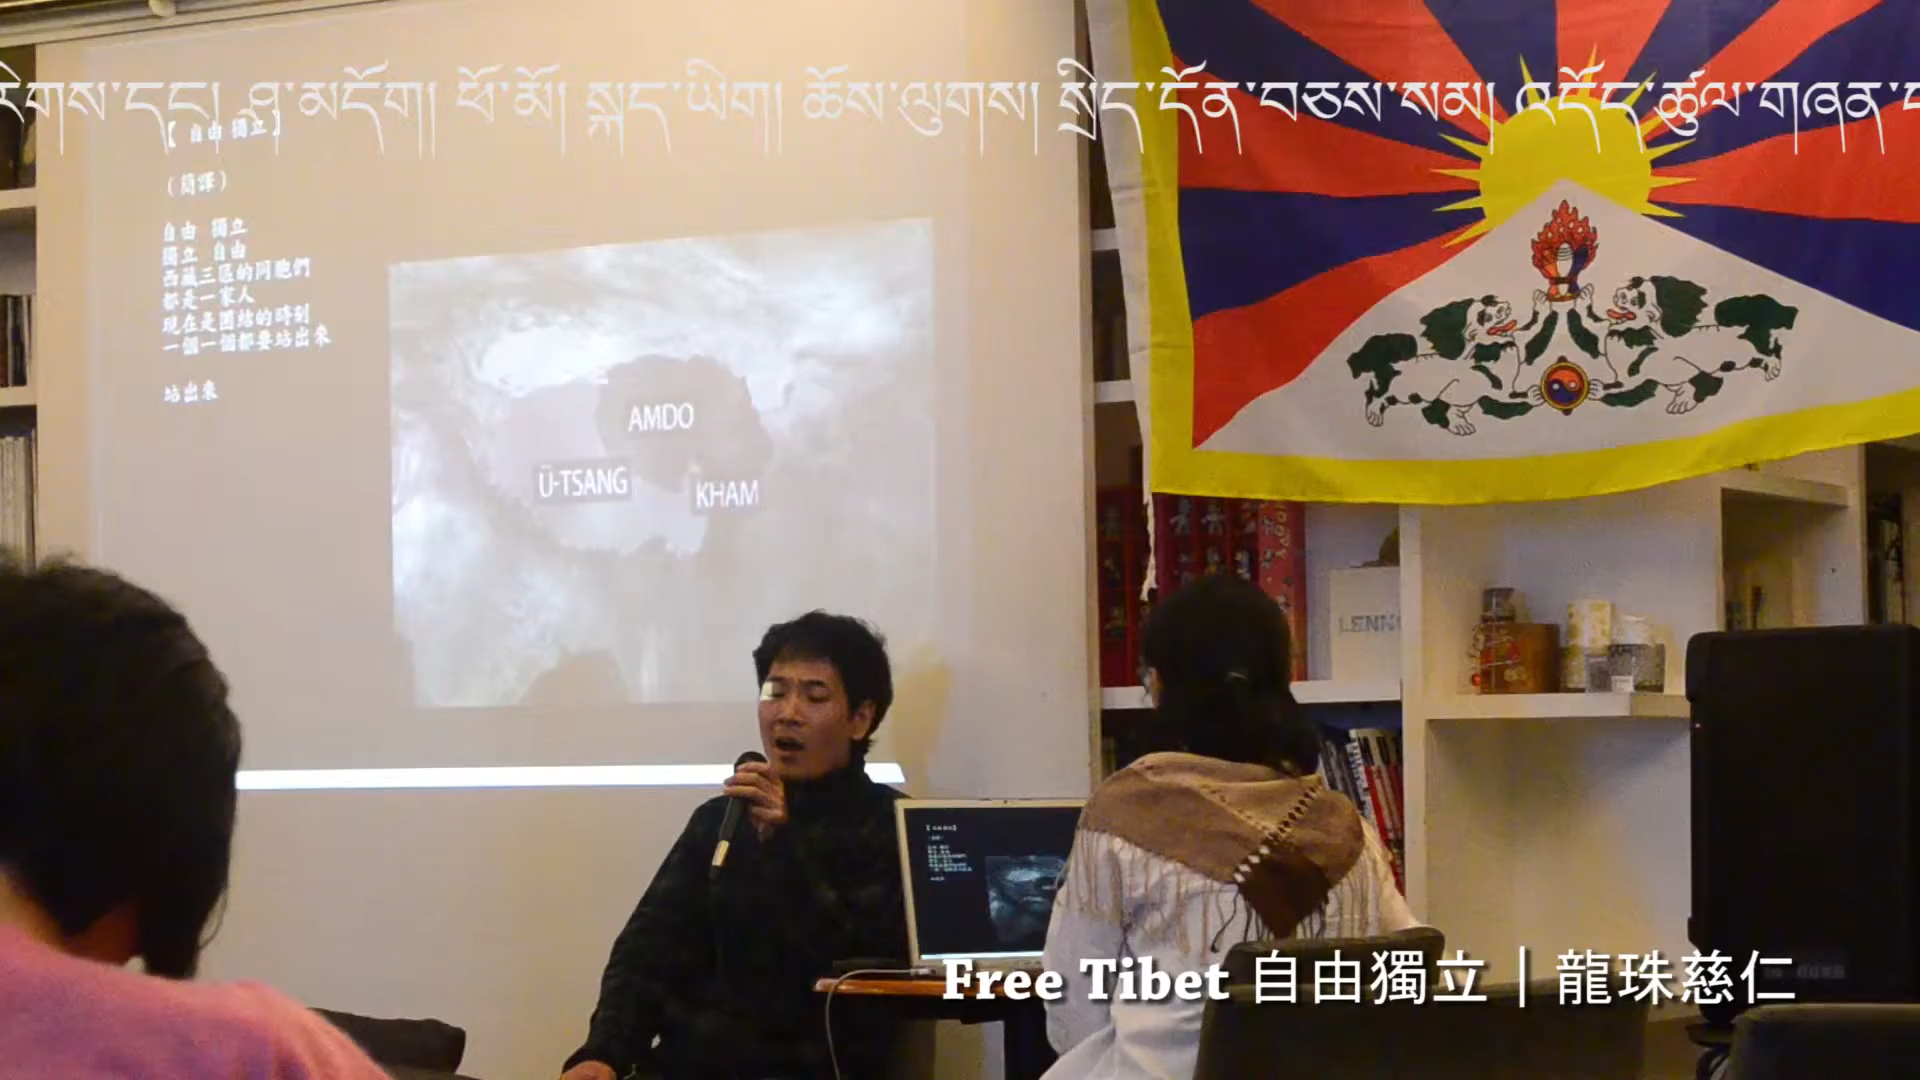 རིགས་དང། ཤ་མདོག། ཕོ་མོ། སྐད་ཡིག། ཆོས་ལུགས། སྲིད་དོན་བཅས་སམ། འདོད་ཚུལ་གཞན་
【 自由 獨立 】
（簡譯）
自由 獨立
獨立 自由
西藏三區的同胞們
都是一家人
現在是團結的時刻
一個一個都要站出來
站出來
AMDO
Ü-TSANG
KHAM
LENN
Free Tibet 自由獨立｜龍珠慈仁